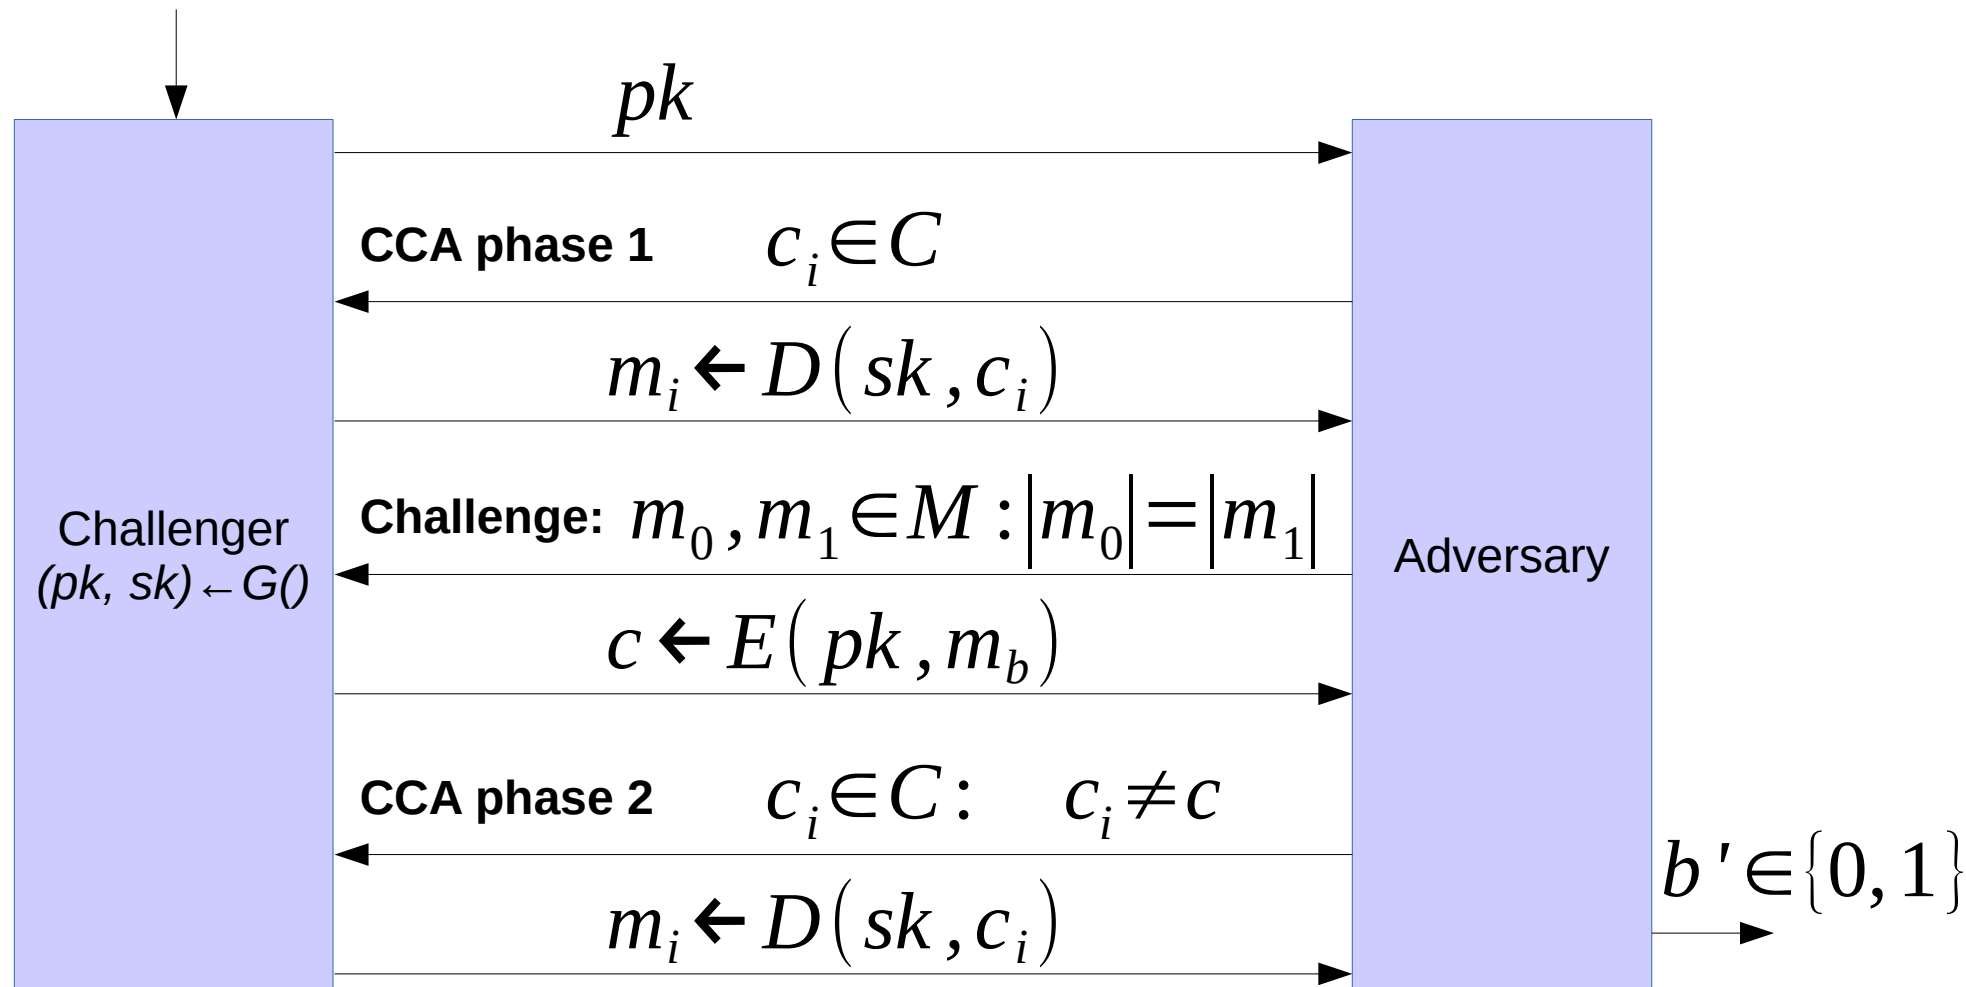 pk
CCA phase 1 c_i ∈ C
m_i ← D(sk, c_i)
Challenge: m_0, m_1 ∈ M : |m_0| = |m_1|
Challenger
(pk, sk)←G()
Adversary
c ← E(pk, m_b)
CCA phase 2 c_i ∈ C : c_i ≠ c
b' ∈ {0, 1}
m_i ← D(sk, c_i)